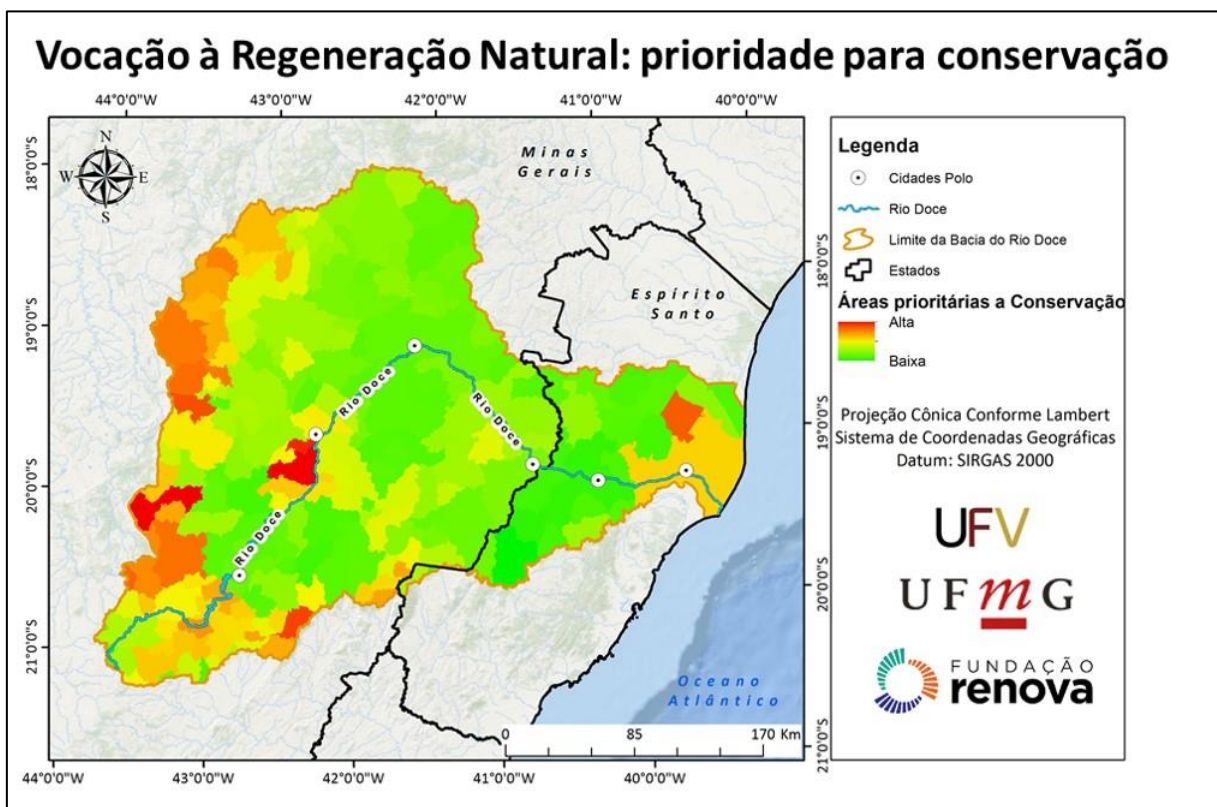 Vocação à Regeneração Natural: prioridade para conservação
44°0'0"W
43°0'0"W
42°0'0"W
41°0'0"W
40°0'0"W
18°0'0"S
19°0'0"S
20°0'0"S
21°0'0"S
N
W
E
S
Minas
Gerais
Espírito
Santo
Rio Doce
Rio Doce
Rio Doce
Oceano
Atlântico
0
85
170 Km
18°0'0"S
19°0'0"S
20°0'0"S
21°0'0"S
44°0'0"W
43°0'0"W
42°0'0"W
41°0'0"W
40°0'0"W
Legenda
Cidades Polo
Rio Doce
Limite da Bacia do Rio Doce
Estados
Áreas prioritárias a Conservação
Alta
Baixa
Projeção Cônica Conforme Lambert
Sistema de Coordenadas Geográficas
Datum: SIRGAS 2000
UFV
UFmG
FUNDAÇÃO
renova